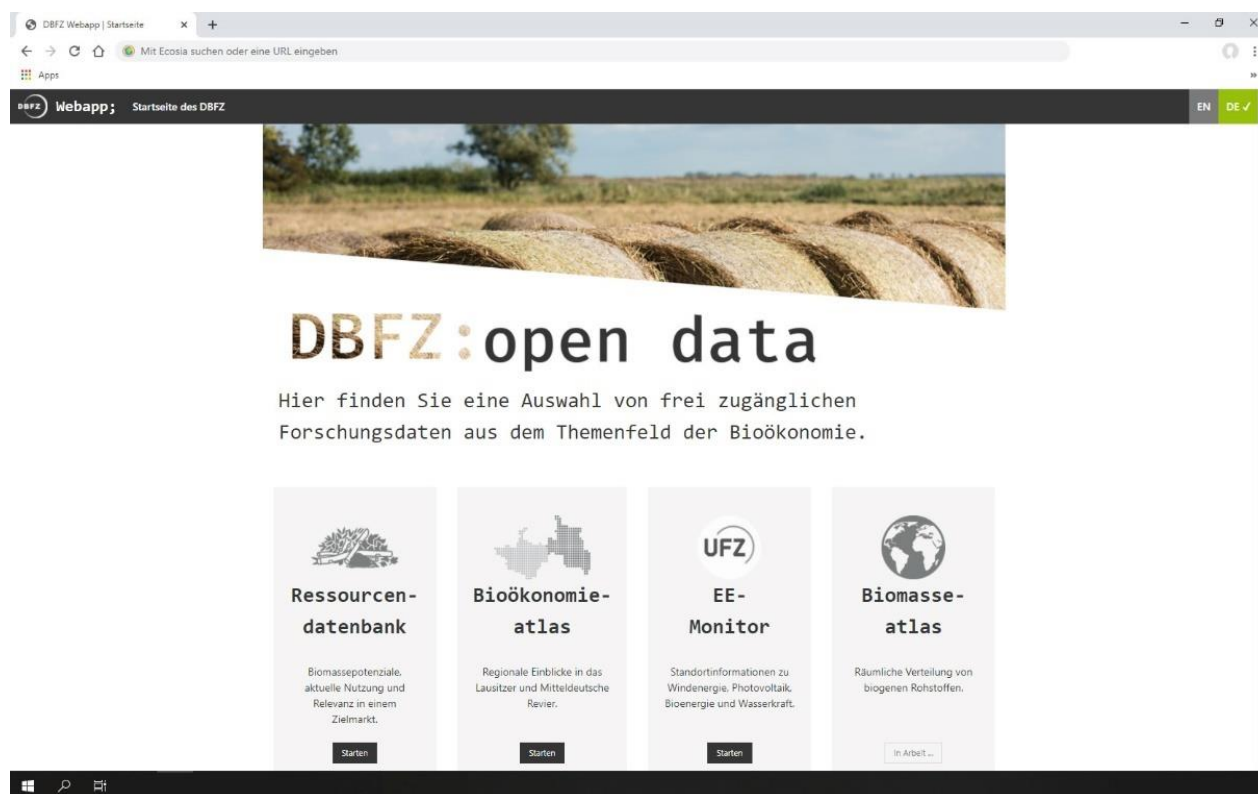 DBFZ Webapp | Startseite
Mit Ecosia suchen oder eine URL eingeben
Apps
DBFZ Webapp; Startseite des DBFZ EN DE ✓
DBFZ:open data
Hier finden Sie eine Auswahl von frei zugänglichen
Forschungsdaten aus dem Themenfeld der Bioökonomie.
Ressourcen-
datenbank
Biomassepotenziale,
aktuelle Nutzung und
Relevanz in einem
Zielmarkt.
Starten
Bioökonomie-
atlas
Regionale Einblicke in das
Lausitzer und Mitteldeutsche
Revier.
Starten
UFZ
EE-
Monitor
Standortinformationen zu
Windenergie, Photovoltaik,
Bioenergie und Wasserkraft.
Starten
Biomasse-
atlas
Räumliche Verteilung von
biogenen Rohstoffen.
In Arbeit ...